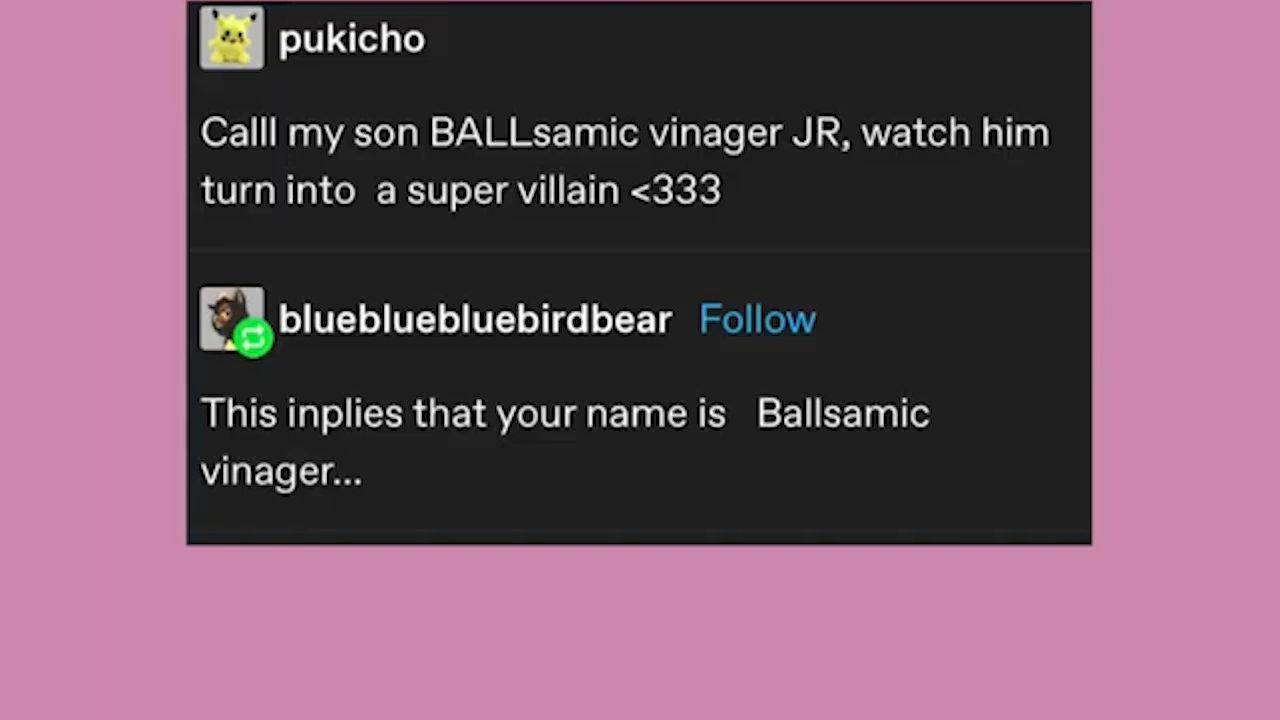 pukicho
Calll my son BALLsamic vinager JR, watch him
turn into  a super villain <333
bluebluebluebirdbear Follow
This inplies that your name is   Ballsamic
vinager...